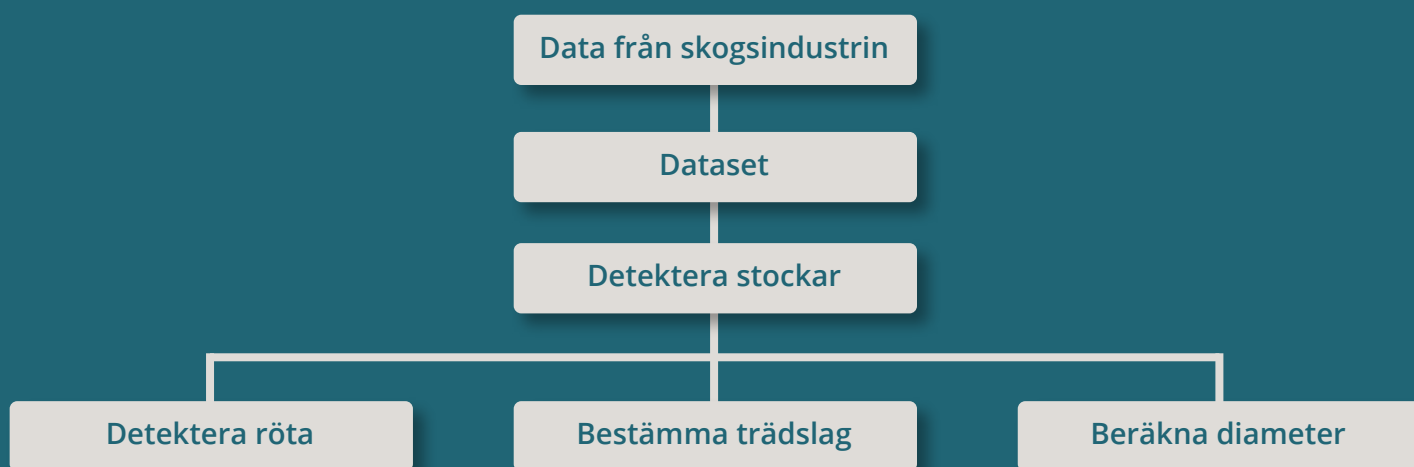 Data från skogsindustrin
Dataset
Detektera stockar
Detektera röta
Bestämma trädslag
Beräkna diameter